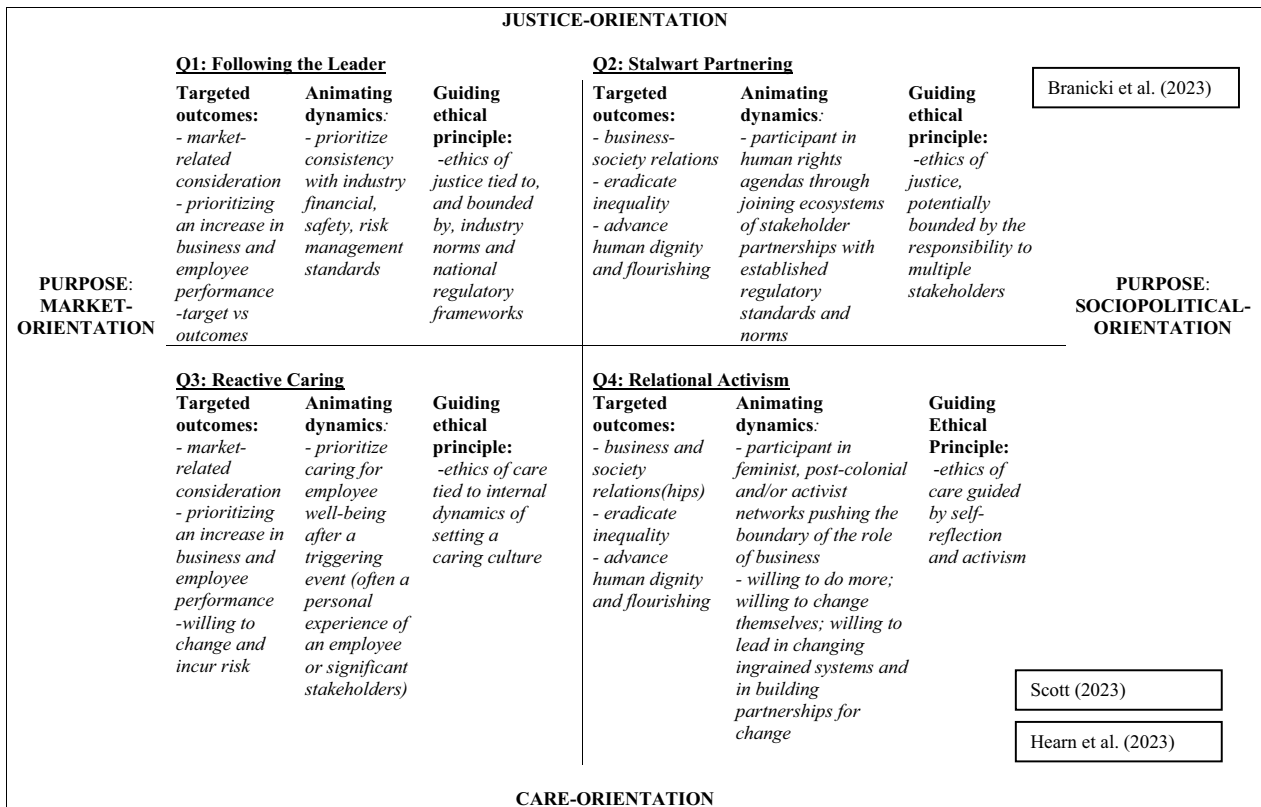 JUSTICE-ORIENTATION
Q1: Following the Leader
Targeted
outcomes:
- market-
related
consideration
- prioritizing
an increase in
business and
employee
performance
-target vs
outcomes
Animating
dynamics:
- prioritize
consistency
with industry
financial,
safety, risk
management
standards
Guiding
ethical
principle:
-ethics of
justice tied to,
and bounded
by, industry
norms and
national
regulatory
frameworks
Q2: Stalwart Partnering
Targeted
outcomes:
- business-
society relations
- eradicate
inequality
- advance
human dignity
and flourishing
Animating
dynamics:
- participant in
human rights
agendas through
joining ecosystems
of stakeholder
partnerships with
established
regulatory
standards and
norms
Guiding
ethical
principle:
-ethics of
justice,
potentially
bounded by the
responsibility to
multiple
stakeholders
Branicki et al. (2023)
PURPOSE:
MARKET-
ORIENTATION
PURPOSE:
SOCIOPOLITICAL-
ORIENTATION
Q3: Reactive Caring
Targeted
outcomes:
- market-
related
consideration
- prioritizing
an increase in
business and
employee
performance
-willing to
change and
incur risk
Animating
dynamics:
- prioritize
caring for
employee
well-being
after a
triggering
event (often a
personal
experience of
an employee
or significant
stakeholders)
Guiding
ethical
principle:
-ethics of care
tied to internal
dynamics of
setting a
caring culture
Q4: Relational Activism
Targeted
outcomes:
- business and
society
relations(hips)
- eradicate
inequality
- advance
human dignity
and flourishing
Animating
dynamics:
- participant in
feminist, post-colonial
and/or activist
networks pushing the
boundary of the role
of business
- willing to do more;
willing to change
themselves; willing to
lead in changing
ingrained systems and
in building
partnerships for
change
Guiding
Ethical
Principle:
-ethics of
care guided
by self-
reflection
and activism
Scott (2023)
Hearn et al. (2023)
CARE-ORIENTATION